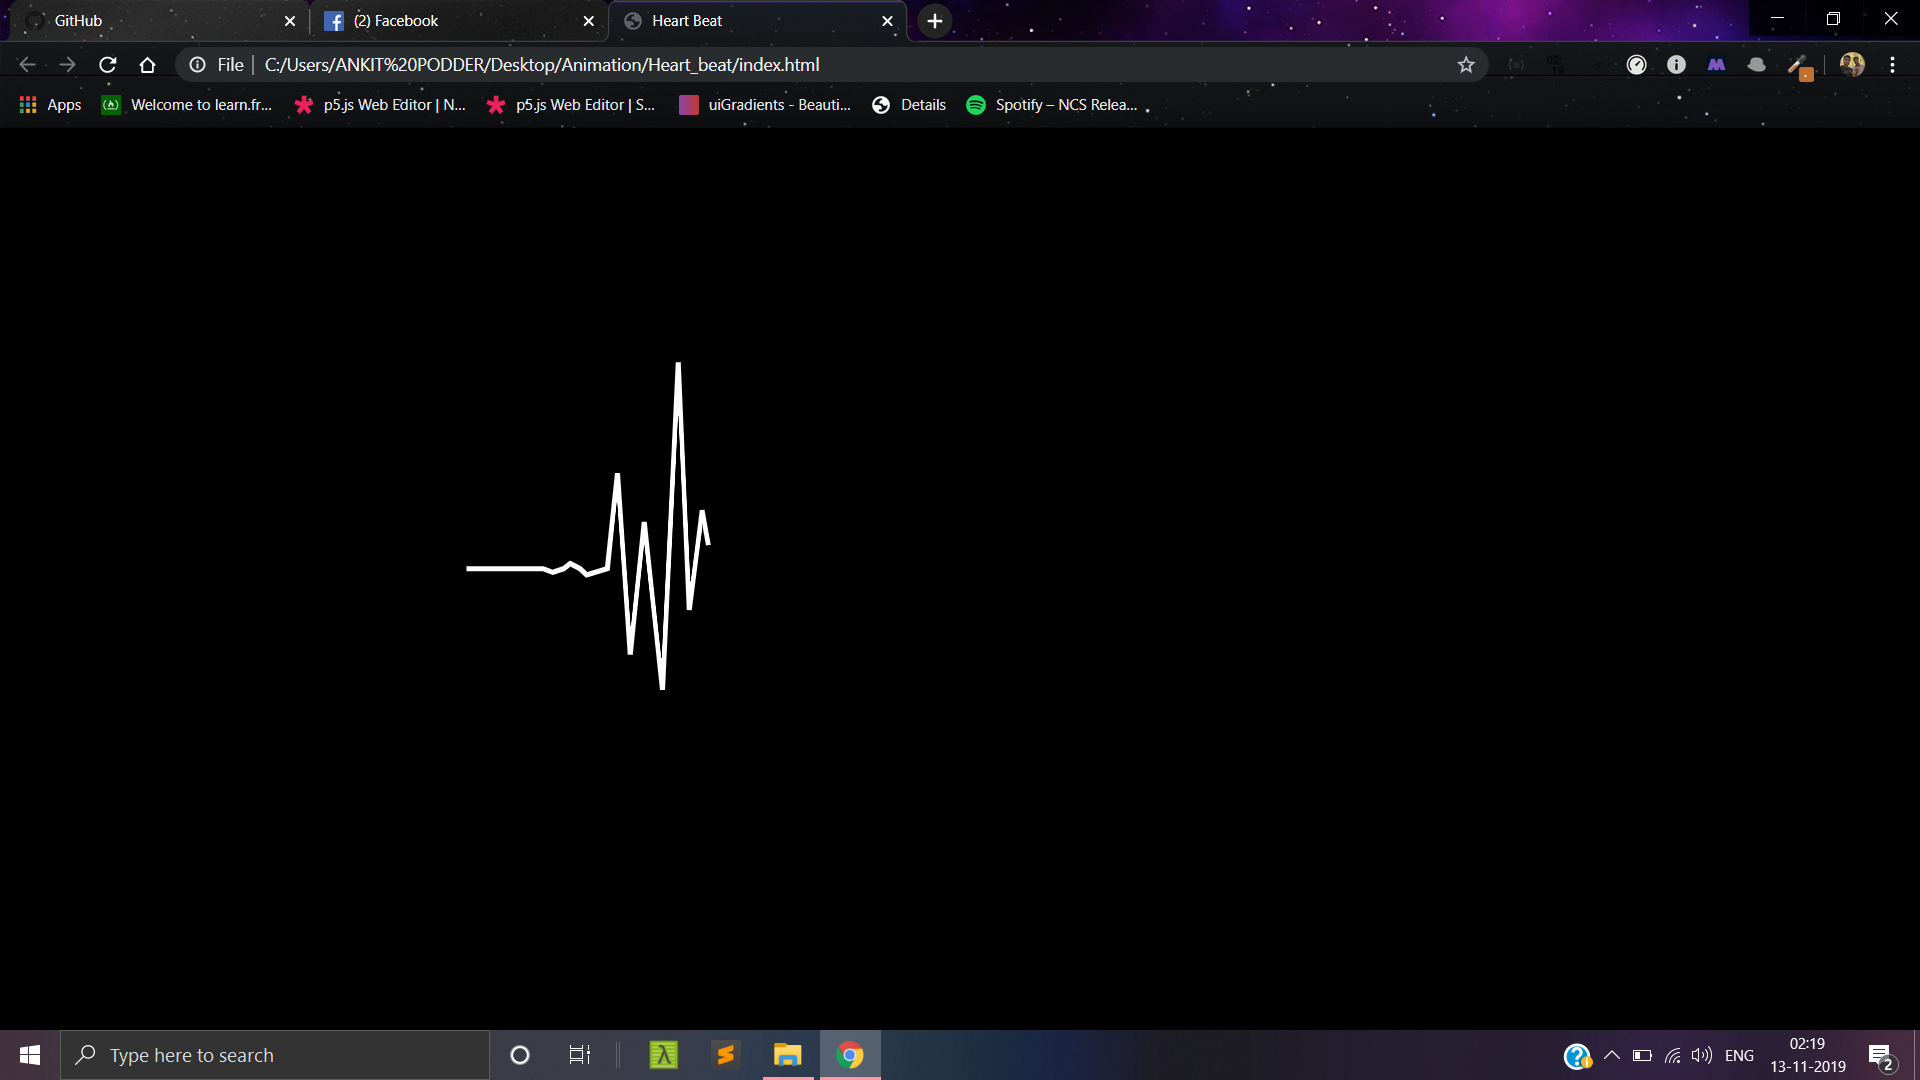 GitHub
(2) Facebook
Heart Beat
File
C:/Users/ANKIT%20PODDER/Desktop/Animation/Heart_beat/index.html
Apps
Welcome to learn.fr...
p5.js Web Editor | N...
p5.js Web Editor | S...
uiGradients - Beauti...
Details
Spotify – NCS Relea...
Type here to search
ENG
02:19
13-11-2019
2